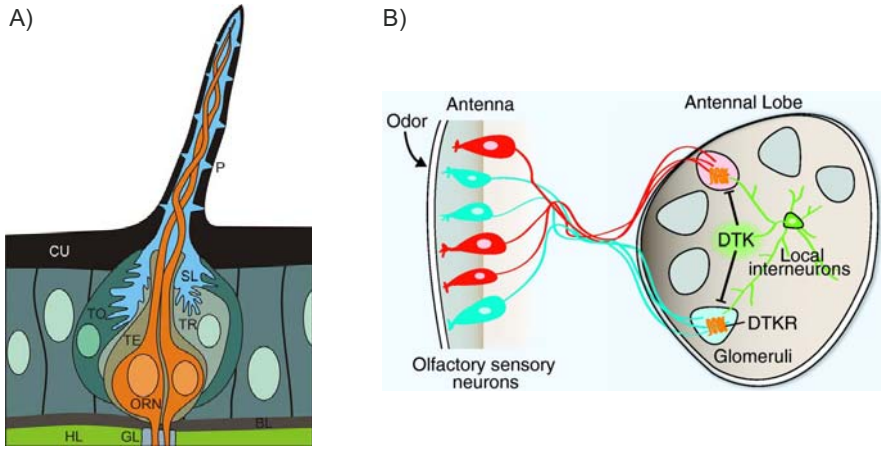 A)
P
CU
SL
TO
TR
TE
ORN
BL
HL
GL
B)
Antenna
Antennal Lobe
Odor
DTK
Local
interneurons
DTKR
Glomeruli
Olfactory sensory
neurons